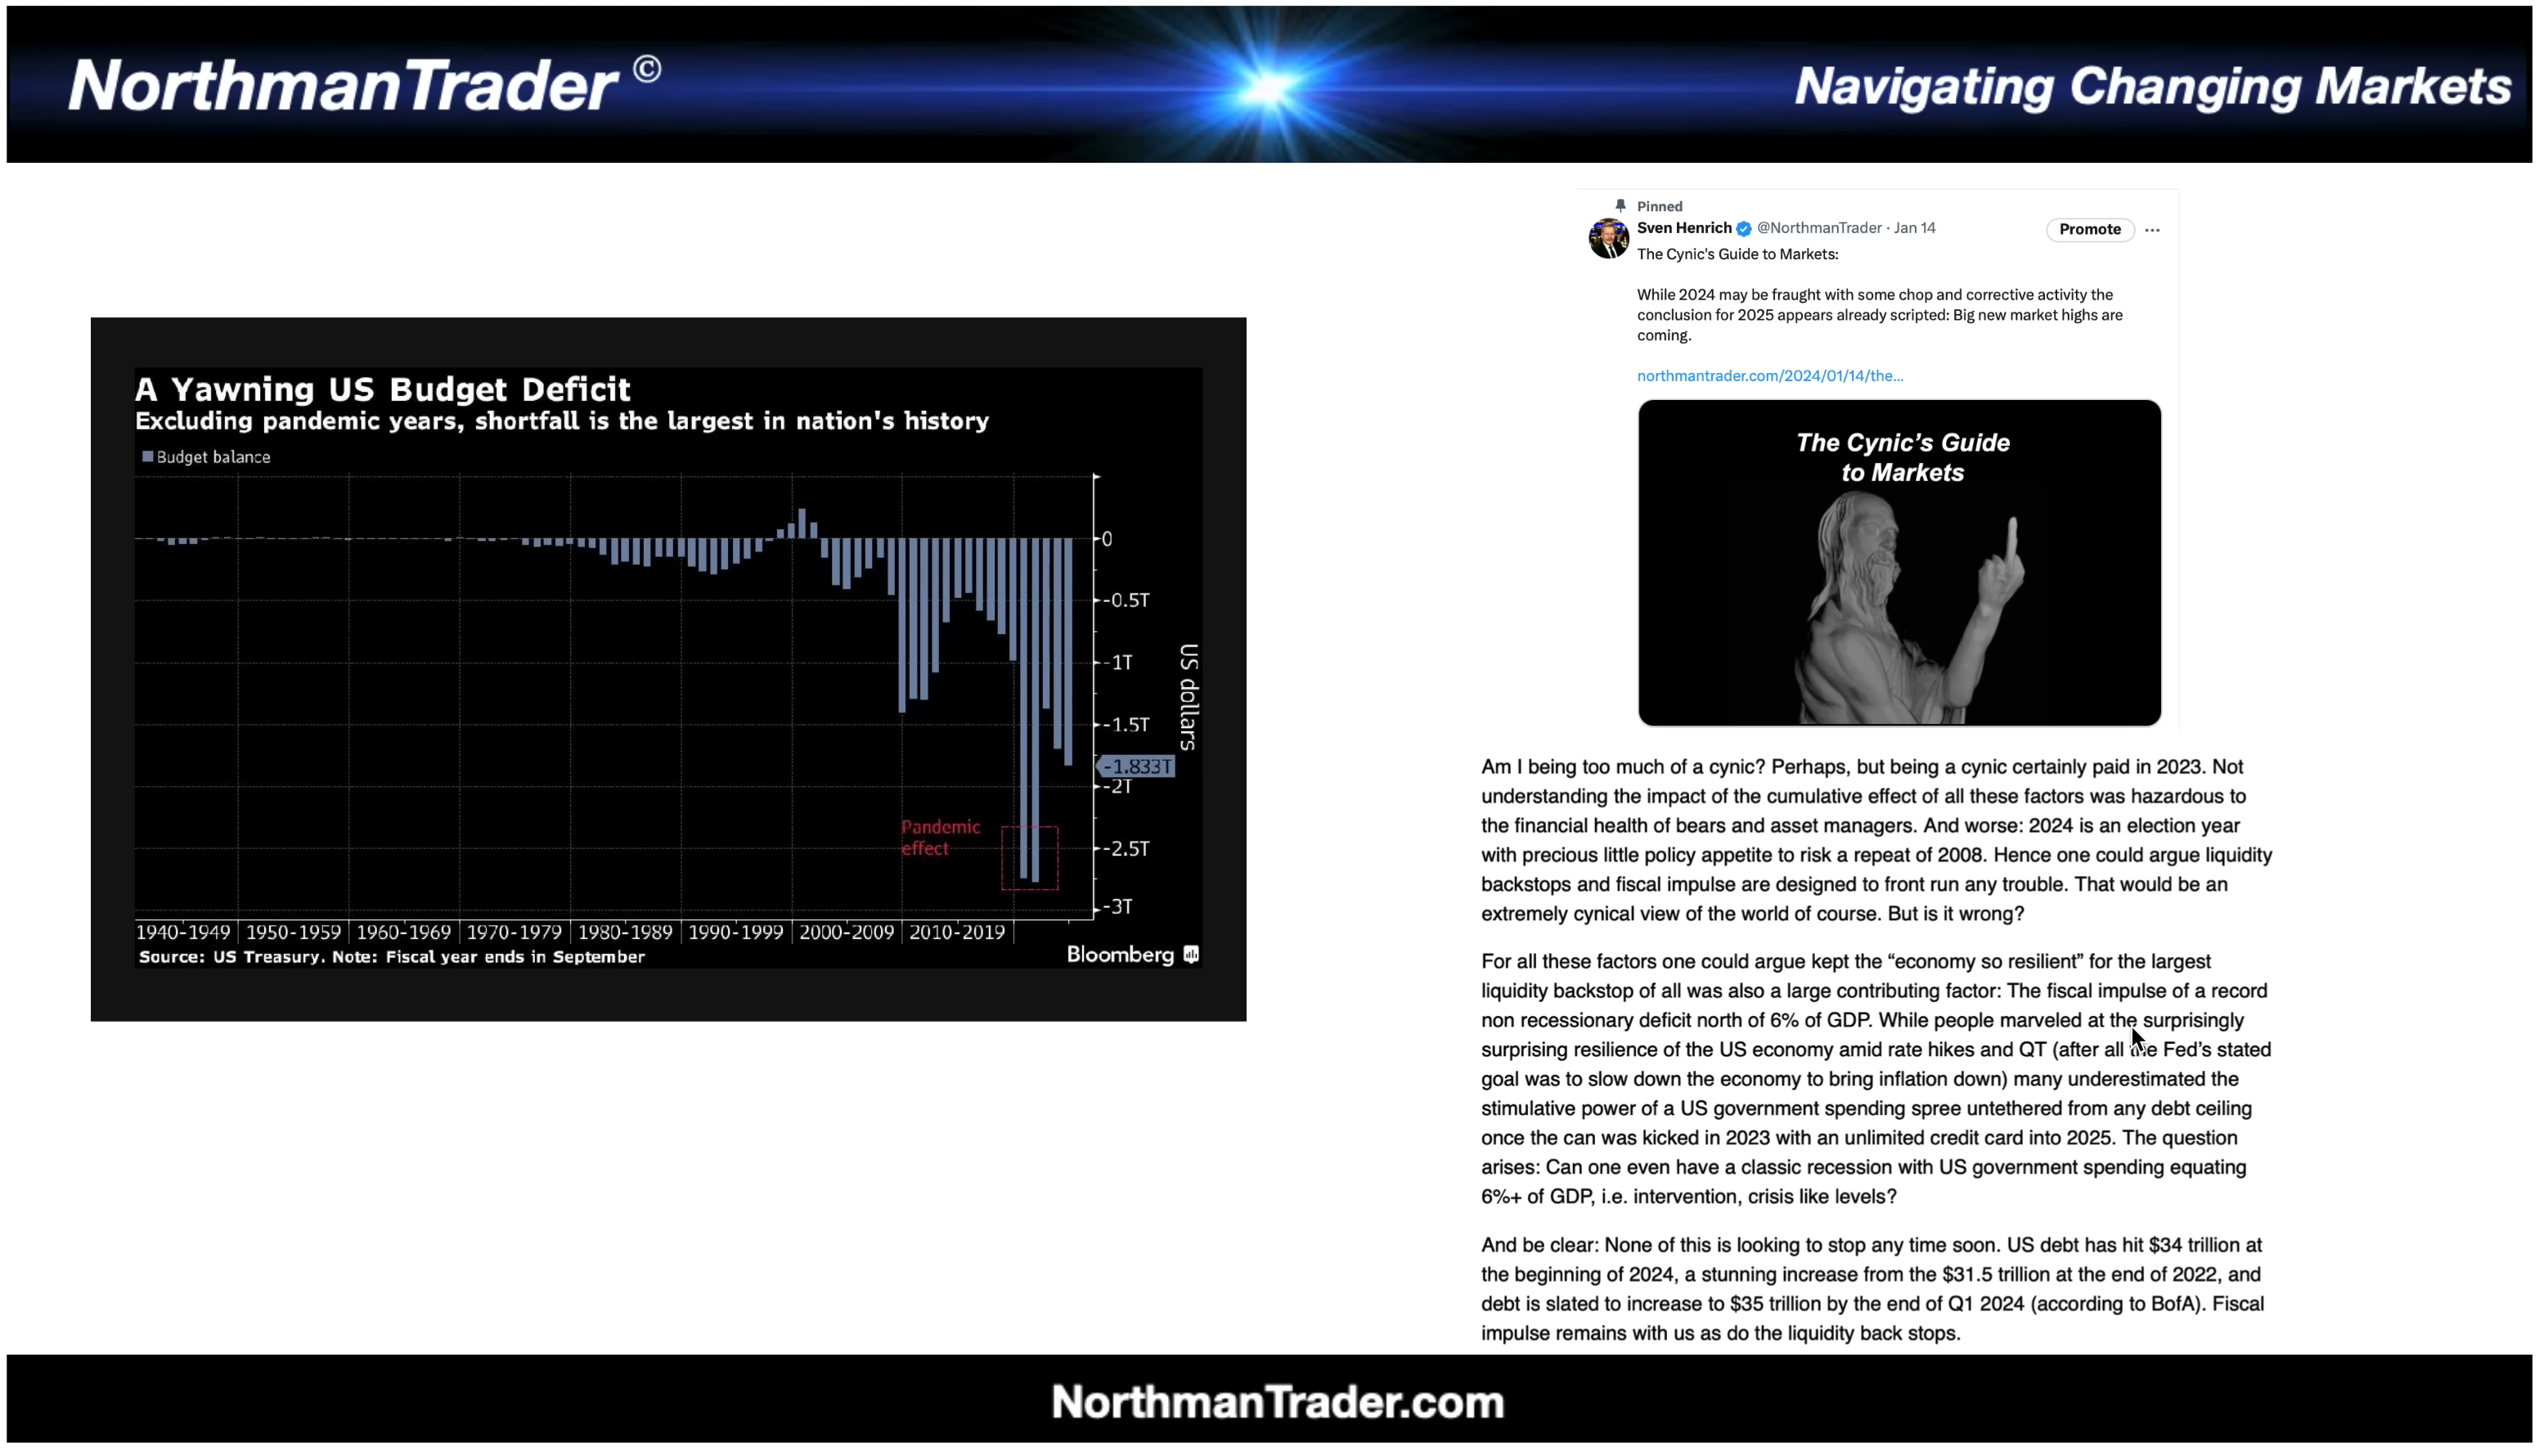 NorthmanTrader ©
Navigating Changing Markets
A Yawning US Budget Deficit
Excluding pandemic years, shortfall is the largest in nation's history
Budget balance
0
-0.5T
-1T
-1.5T
-1.833T
-2T
-2.5T
-3T
US dollars
Pandemic
effect
1940-1949 1950-1959 1960-1969 1970-1979 1980-1989 1990-1999 2000-2009 2010-2019
Source: US Treasury. Note: Fiscal year ends in September
Bloomberg
Pinned
Sven Henrich @NorthmanTrader · Jan 14
Promote ...
The Cynic's Guide to Markets:
While 2024 may be fraught with some chop and corrective activity the
conclusion for 2025 appears already scripted: Big new market highs are
coming.
northmantrader.com/2024/01/14/the...
The Cynic's Guide
to Markets
Am I being too much of a cynic? Perhaps, but being a cynic certainly paid in 2023. Not
understanding the impact of the cumulative effect of all these factors was hazardous to
the financial health of bears and asset managers. And worse: 2024 is an election year
with precious little policy appetite to risk a repeat of 2008. Hence one could argue liquidity
backstops and fiscal impulse are designed to front run any trouble. That would be an
extremely cynical view of the world of course. But is it wrong?
For all these factors one could argue kept the “economy so resilient” for the largest
liquidity backstop of all was also a large contributing factor: The fiscal impulse of a record
non recessionary deficit north of 6% of GDP. While people marveled at the surprisingly
surprising resilience of the US economy amid rate hikes and QT (after all the Fed’s stated
goal was to slow down the economy to bring inflation down) many underestimated the
stimulative power of a US government spending spree untethered from any debt ceiling
once the can was kicked in 2023 with an unlimited credit card into 2025. The question
arises: Can one even have a classic recession with US government spending equating
6%+ of GDP, i.e. intervention, crisis like levels?
And be clear: None of this is looking to stop any time soon. US debt has hit $34 trillion at
the beginning of 2024, a stunning increase from the $31.5 trillion at the end of 2022, and
debt is slated to increase to $35 trillion by the end of Q1 2024 (according to BofA). Fiscal
impulse remains with us as do the liquidity back stops.
NorthmanTrader.com